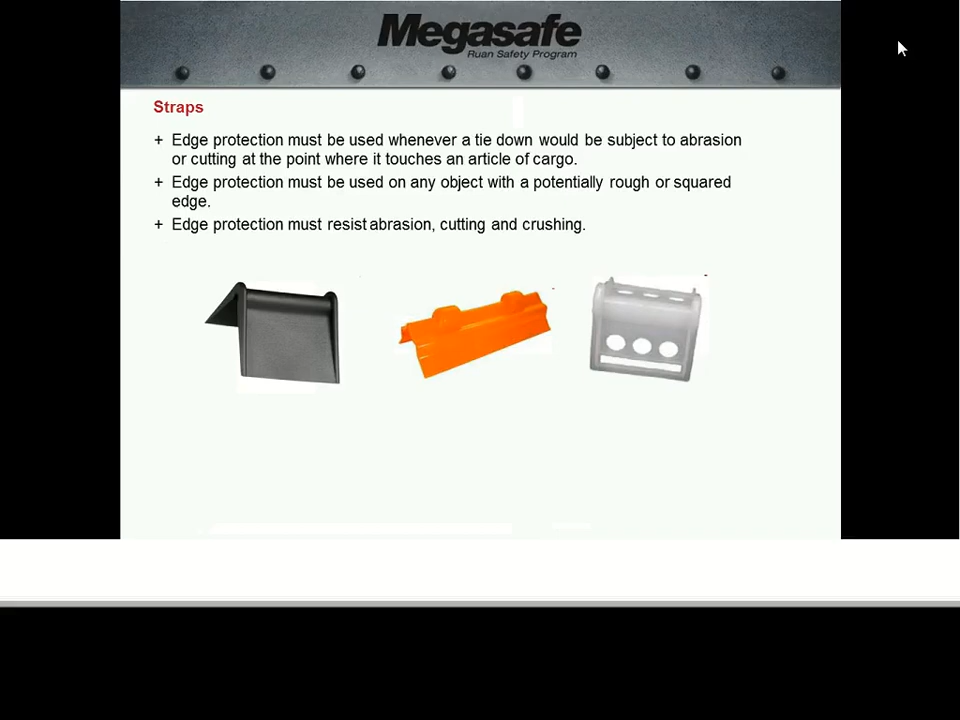 Megasafe
Ruan Safety Program
Straps
+ Edge protection must be used whenever a tie down would be subject to abrasion
or cutting at the point where it touches an article of cargo.
+ Edge protection must be used on any object with a potentially rough or squared
edge.
+ Edge protection must resist abrasion, cutting and crushing.